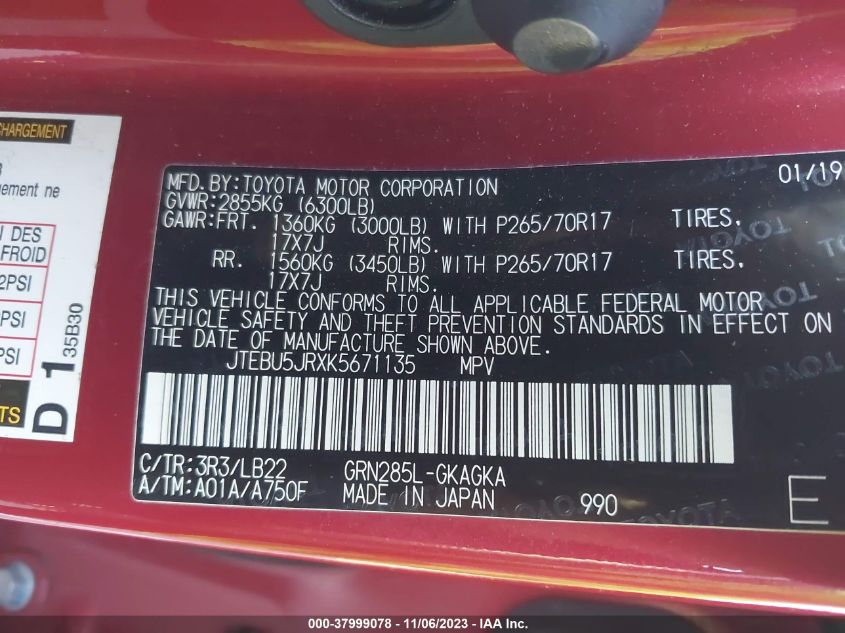 CHARGEMENT
gement ne
I DES
FROID
2PSI
PSI
PSI
TS
D 1
35B30
MFD.BY:TOYOTA MOTOR CORPORATION 01/19
GVWR:2855KG (6300LB)
GAWR:FRT. 1360KG (3000LB) WITH P265/70R17 TIRES.
17X7J RIMS.
RR. 1560KG (3450LB) WITH P265/70R17 TIRES.
17X7J RIMS.
THIS VEHICLE CONFORMS TO ALL APPLICABLE FEDERAL MOTOR
VEHICLE SAFETY AND THEFT PREVENTION STANDARDS IN EFFECT ON
THE DATE OF MANUFACTURE SHOWN ABOVE.
JTEBU5JRXK5671135 MPV
C/TR:3R3/LB22 GRN285L-GKAGKA
A/TM:A01A/A750F MADE IN JAPAN 990 E
000-37999078 - 11/06/2023 - IAA Inc.